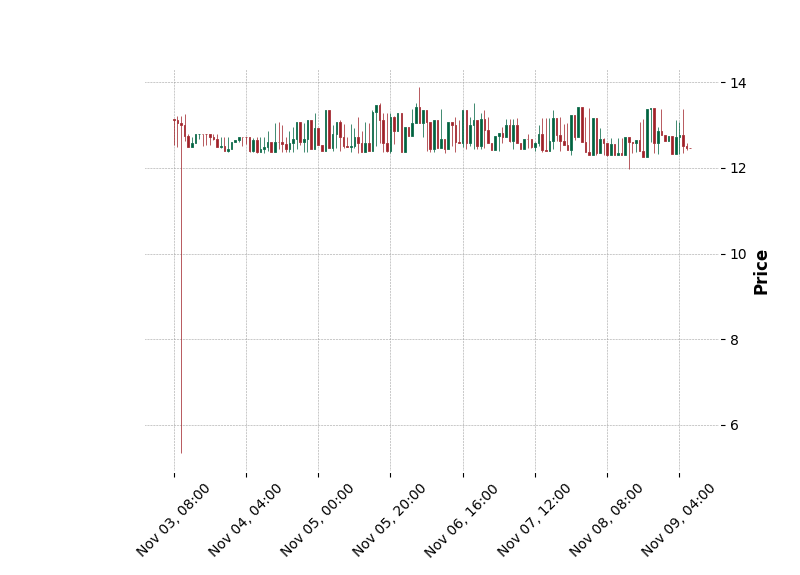 14
12
10
8
6
Price
Nov 03, 08:00
Nov 04, 04:00
Nov 05, 00:00
Nov 05, 20:00
Nov 06, 16:00
Nov 07, 12:00
Nov 08, 08:00
Nov 09, 04:00